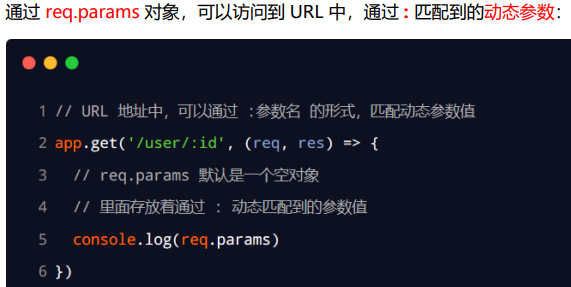 通过 req.params 对象，可以访问到 URL 中，通过 : 匹配到的动态参数：
1 // URL 地址中，可以通过 :参数名 的形式，匹配动态参数值
2 app.get('/user/:id', (req, res) => {
3   // req.params 默认是一个空对象
4   // 里面存放着通过 : 动态匹配到的参数值
5   console.log(req.params)
6 })